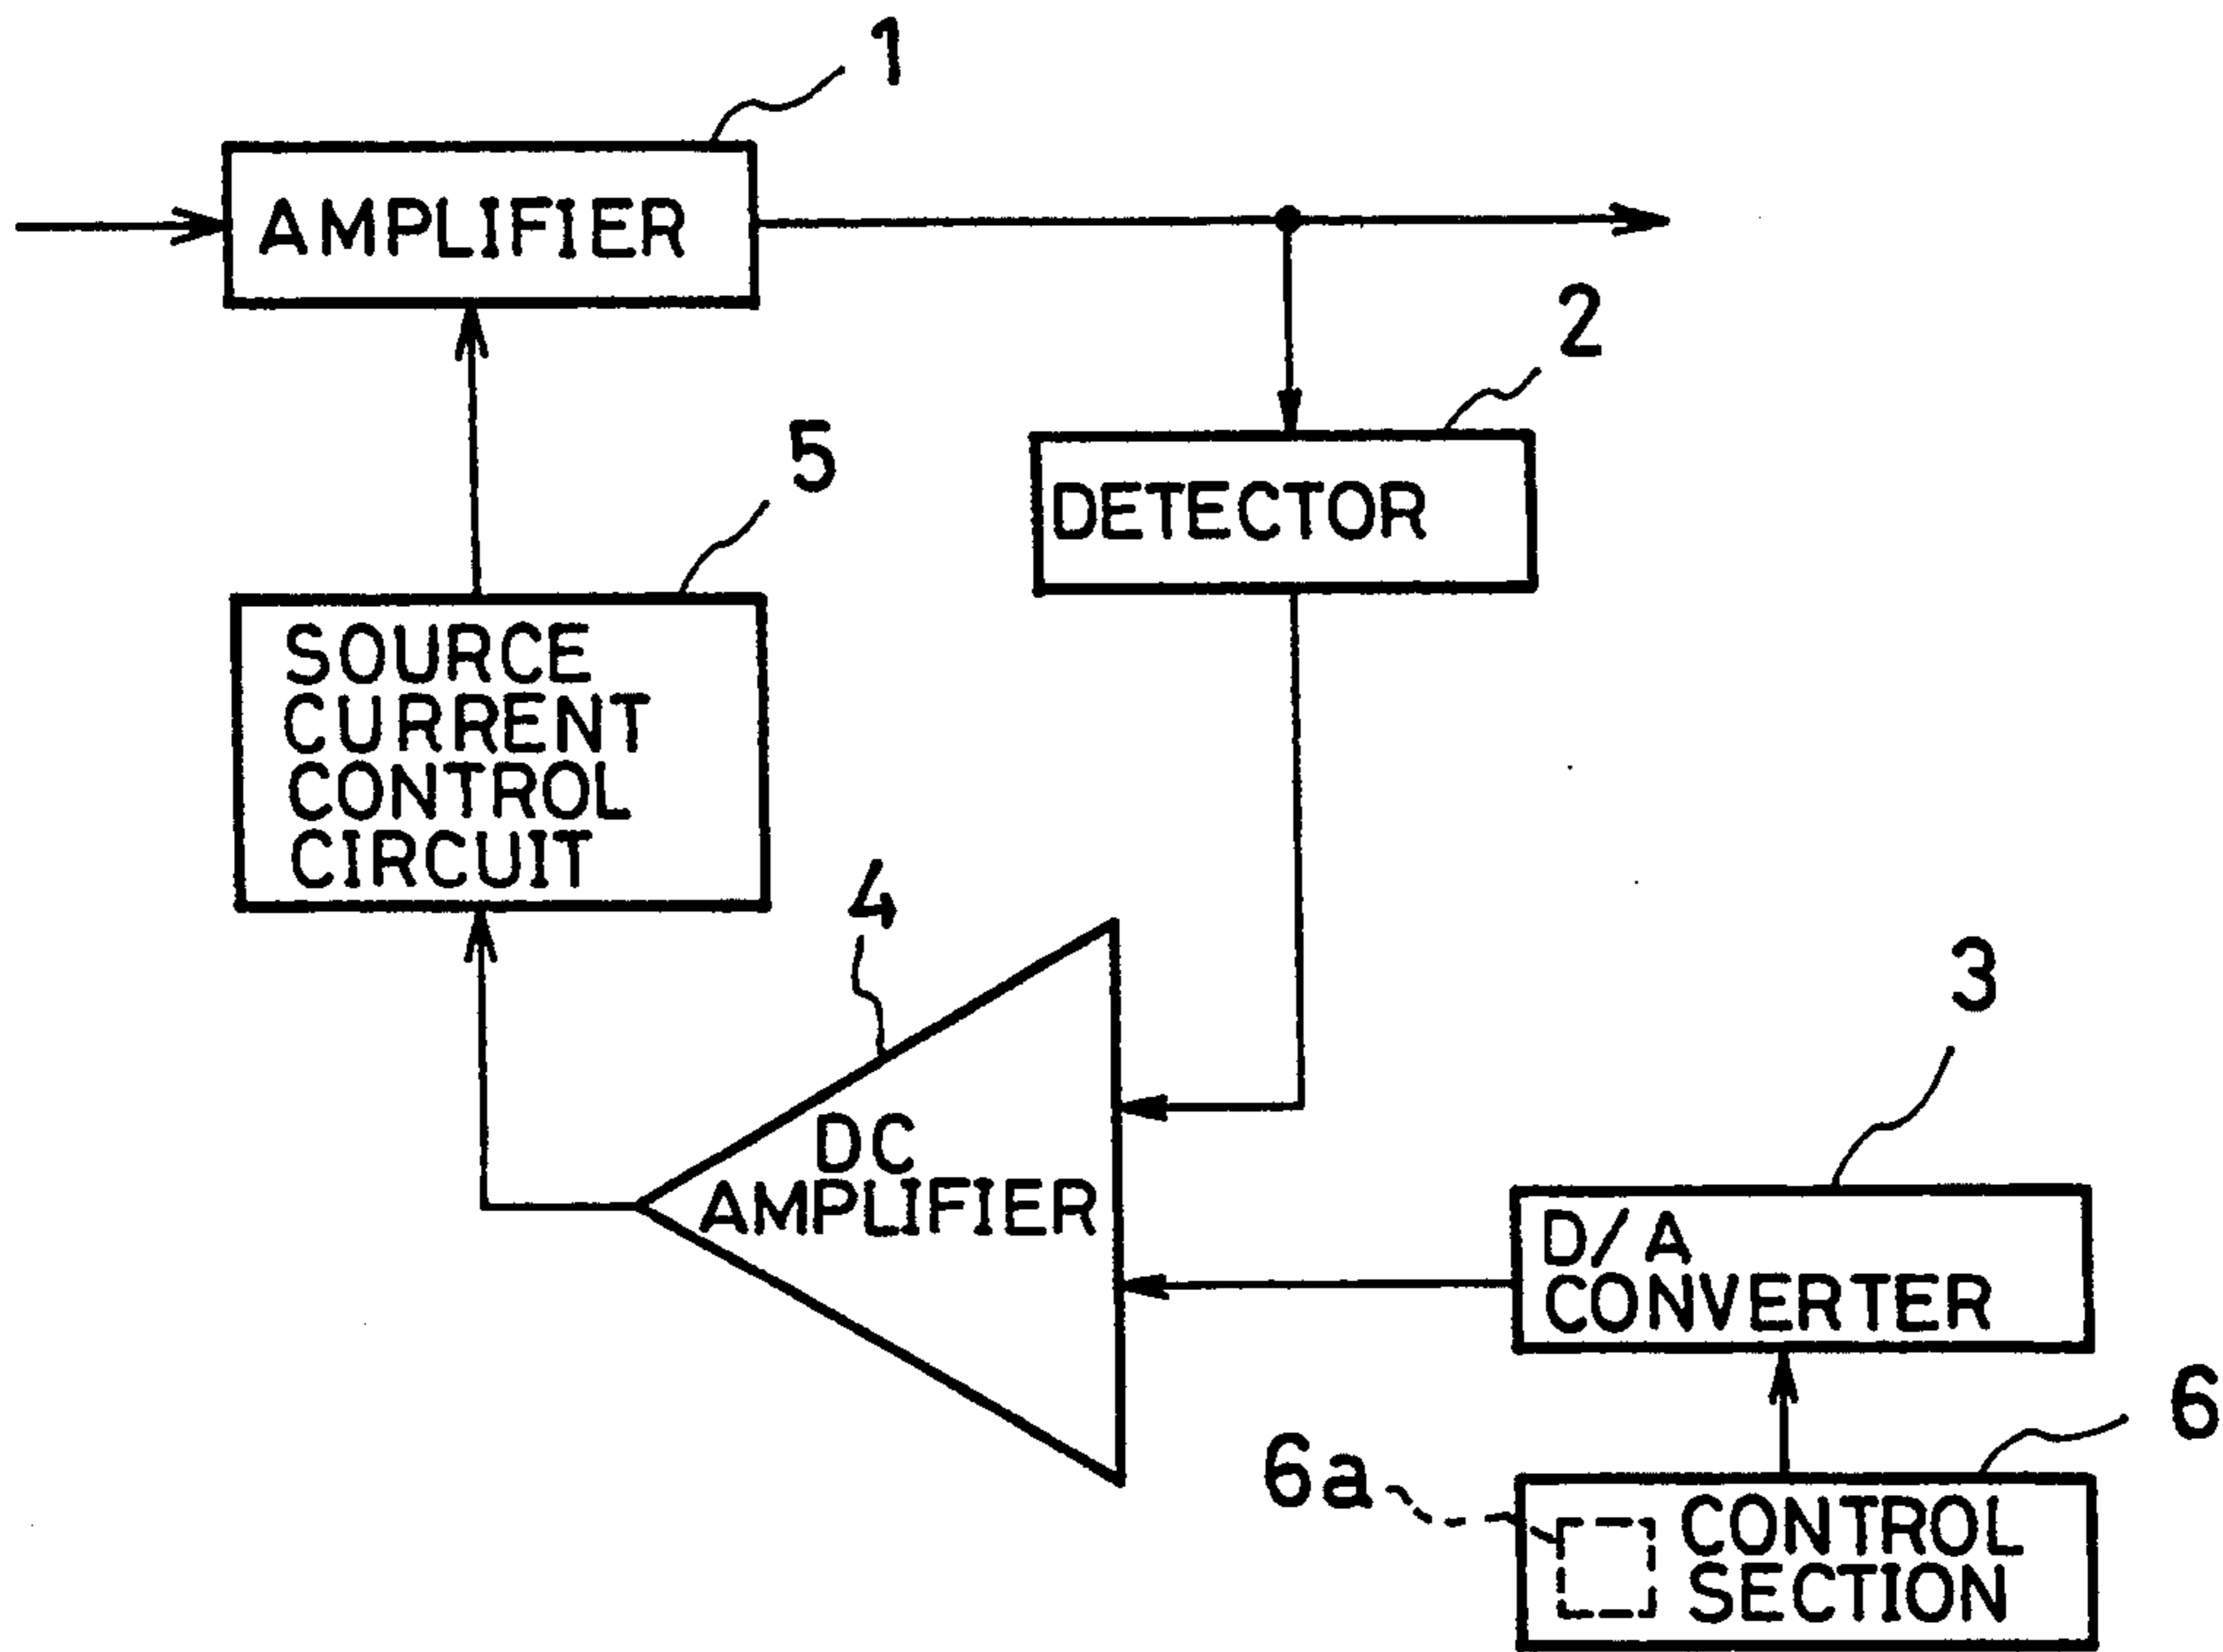 1
AMPLIFIER
2
5
DETECTOR
SOURCE
CURRENT
CONTROL
CIRCUIT
4
3
DC
AMPLIFIER
D/A
CONVERTER
6
6a
CONTROL
SECTION